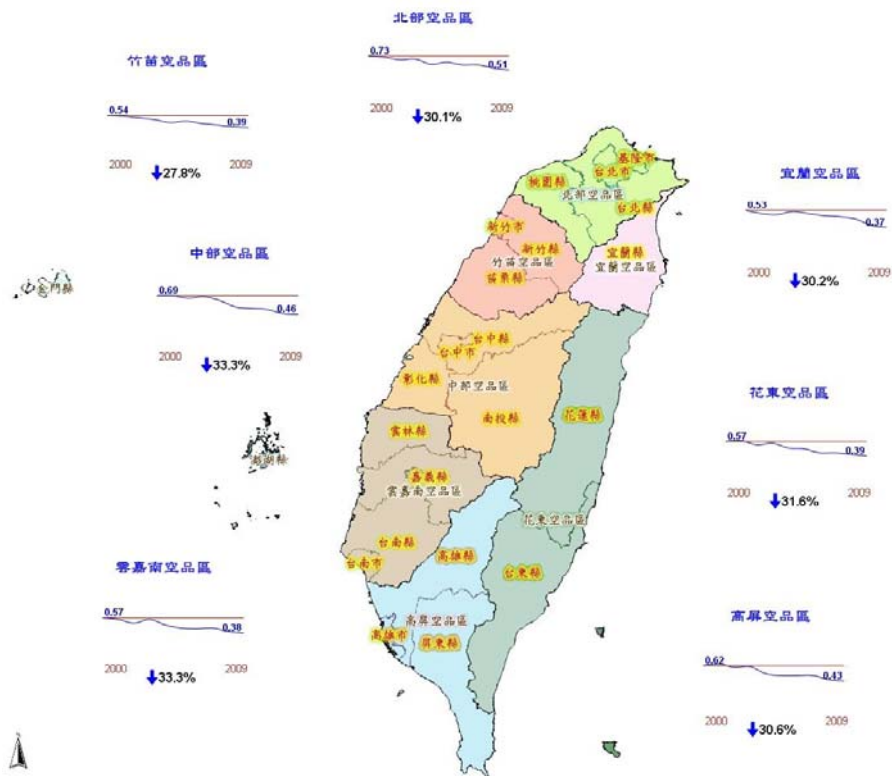 北部空品區
0.73
0.51
2000
2009
30.1%
竹苗空品區
0.54
0.39
2000
2009
27.8%
宜蘭空品區
0.53
0.37
2000
2009
30.2%
中部空品區
0.69
0.46
2000
2009
33.3%
花東空品區
0.57
0.39
2000
2009
31.6%
雲嘉南空品區
0.57
0.38
2000
2009
33.3%
高屏空品區
0.62
0.43
2000
2009
30.6%
基隆市
台北市
桃園縣
北部空品區
台北縣
新竹市
新竹縣
竹苗空品區
苗栗縣
宜蘭縣
宜蘭空品區
金門縣
台中縣
台中市
彰化縣
中部空品區
南投縣
花蓮縣
雲林縣
澎湖縣
嘉義縣
雲嘉南空品區
花東空品區
台南縣
台南市
高雄縣
台東縣
高屏空品區
高雄市
屏東縣